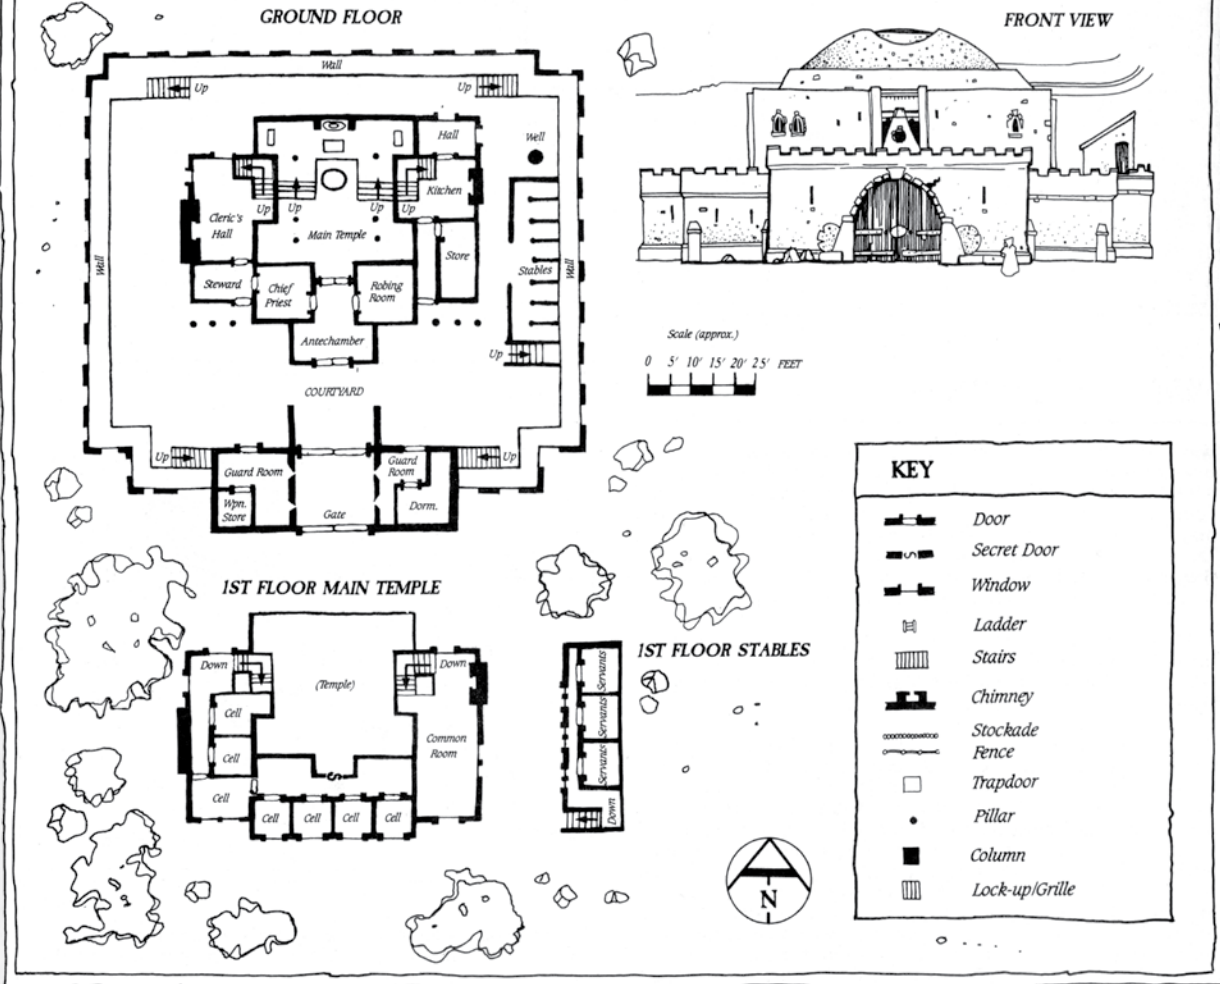 GROUND FLOOR
FRONT VIEW
Wall
Up
Up
Hall
Well
Kitchen
Up
Up
Up
Up
Cleric's
Hall
Main Temple
Store
Wall
Stables
Wall
Steward
Chief
Priest
Robing
Room
Antechamber
Up
COURTYARD
Up
Guard Room
Guard
Room
Up
Wpn.
Store
Gate
Dorm.
Scale (approx.)
0 5' 10' 15' 20' 25' FEET
KEY
Door
Secret Door
S
Window
Ladder
Stairs
Chimney
Stockade
Fence
Trapdoor
Pillar
Column
Lock-up/Grille
1ST FLOOR MAIN TEMPLE
Down
Down
(Temple)
Cell
Common
Room
Cell
S
Cell
Cell
Cell
Cell
Cell
1ST FLOOR STABLES
Servants
Servants
Servants
Down
N